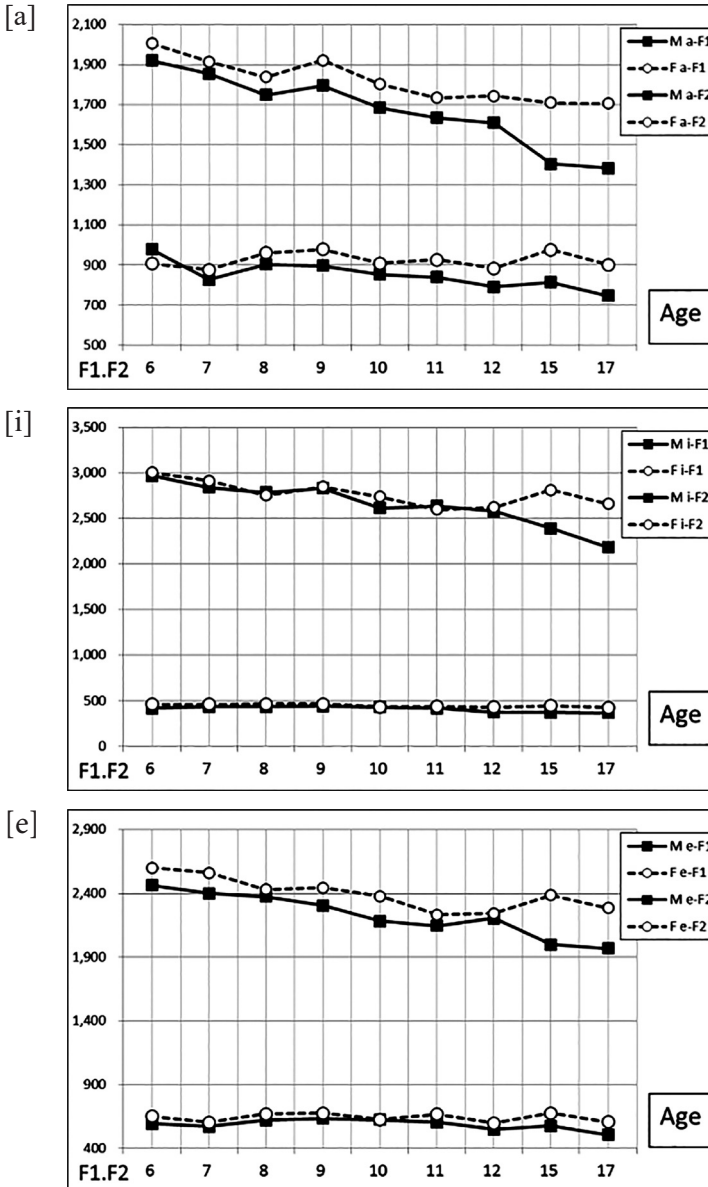 [a]
2,100
1,900
1,700
1,500
1,300
1,100
900
700
500
M a-F1
F a-F1
M a-F2
F a-F2
Age
F1.F2 6 7 8 9 10 11 12 15 17
[i]
3,500
3,000
2,500
2,000
1,500
1,000
500
0
M i-F1
F i-F1
M i-F2
F i-F2
Age
F1.F2 6 7 8 9 10 11 12 15 17
[e]
2,900
2,400
1,900
1,400
900
400
M e-F1
F e-F1
M e-F2
F e-F2
Age
F1.F2 6 7 8 9 10 11 12 15 17